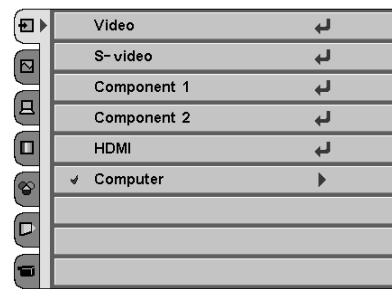 Video
S-video
Component 1
Component 2
HDMI
Computer